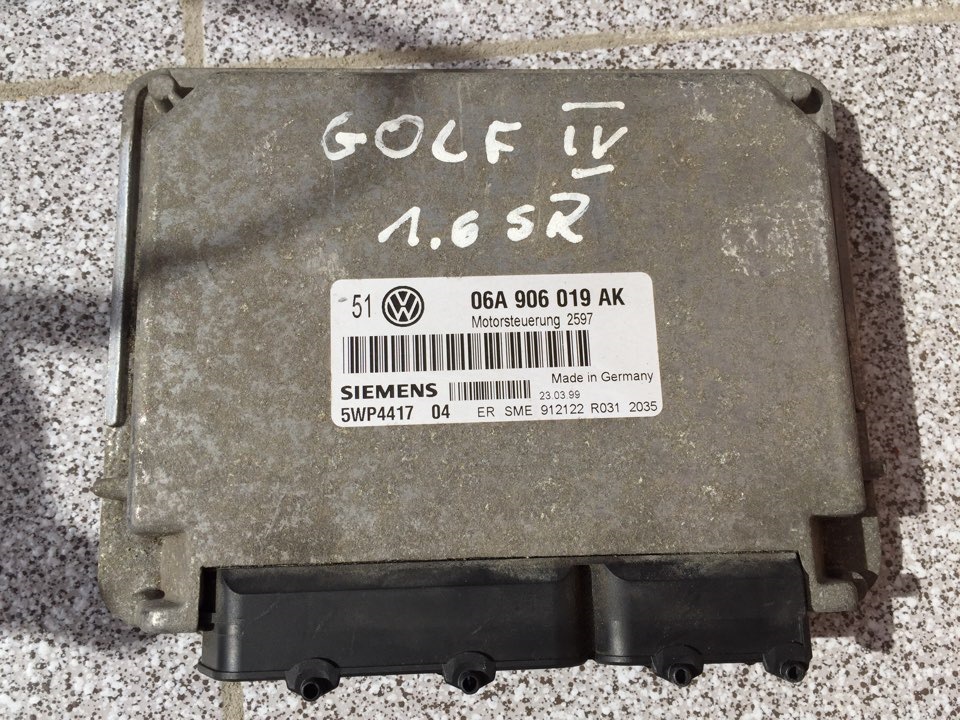 GOLF IV
1.6 SR
51 VW 06A 906 019 AK
Motorsteuerung 2597
Made in Germany
SIEMENS 23.03.99
5WP4417 04 ER SME 912122 R031 2035